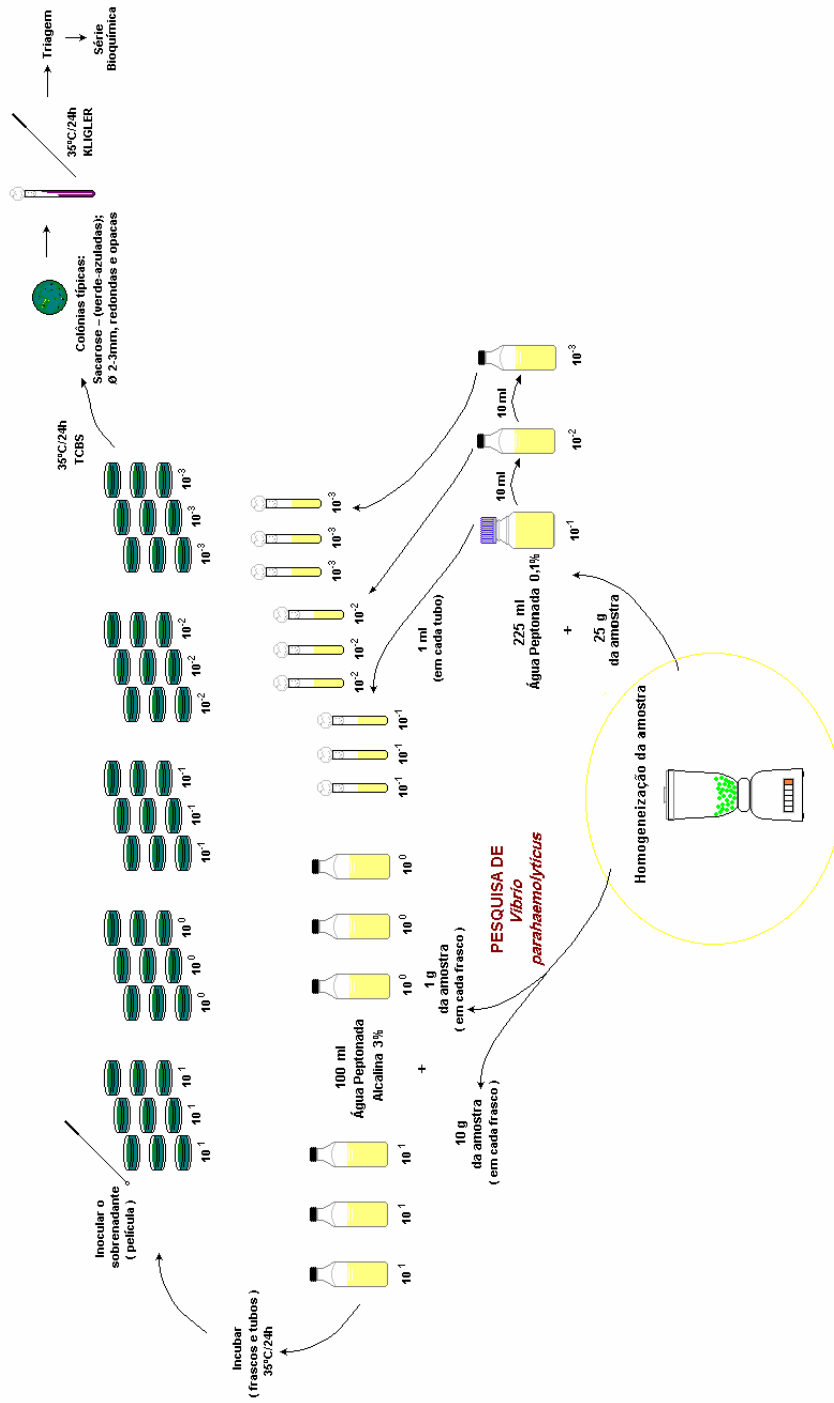 Inocular o
sobrenadante
( película )
10¹ 10¹ 10¹
10⁰ 10⁰ 10⁰
10⁻¹ 10⁻¹ 10⁻¹
10⁻² 10⁻² 10⁻²
10⁻³ 10⁻³ 10⁻³
35ºC/24h
TCBS
Colônias típicas:
Sacarose – (verde-azuladas);
Ø 2-3mm, redondas e opacas
35ºC/24h
KLIGLER
Triagem
Série
Bioquímica
Incubar
( frascos e tubos )
35ºC/24h
10¹ 10¹ 10¹
100 ml
Água Peptonada
Alcalina 3%
+
10⁰ 10⁰ 10⁰
10⁻¹ 10⁻¹ 10⁻¹
10⁻² 10⁻² 10⁻²
10⁻³ 10⁻³ 10⁻³
10 g
da amostra
( em cada frasco )
1 g
da amostra
( em cada frasco )
PESQUISA DE
Vibrio
parahaemolyticus
1 ml
(em cada tubo)
10 ml
10 ml
10⁻¹ 10⁻² 10⁻³
225 ml
Água Peptonada 0,1%
+
25 g
da amostra
Homogeneização da amostra